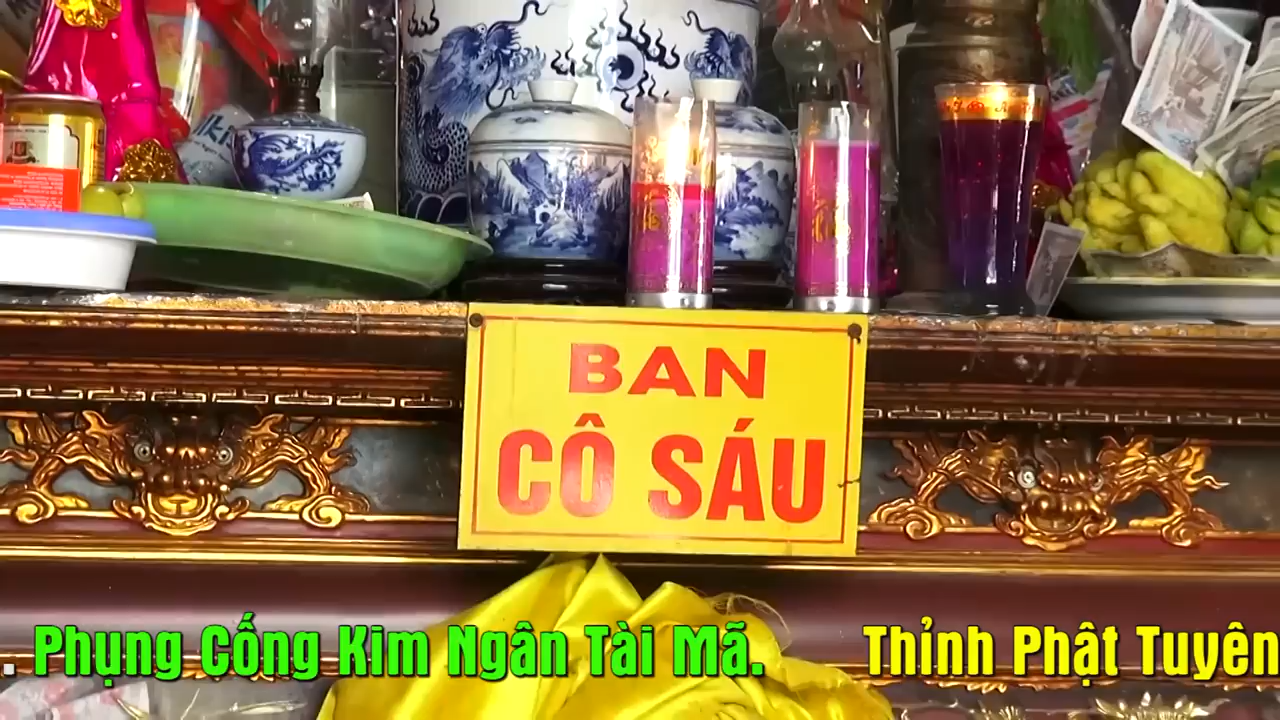 BAN
CÔ SÁU
. Phụng Cống Kim Ngân Tài Mã. Thỉnh Phật Tuyên